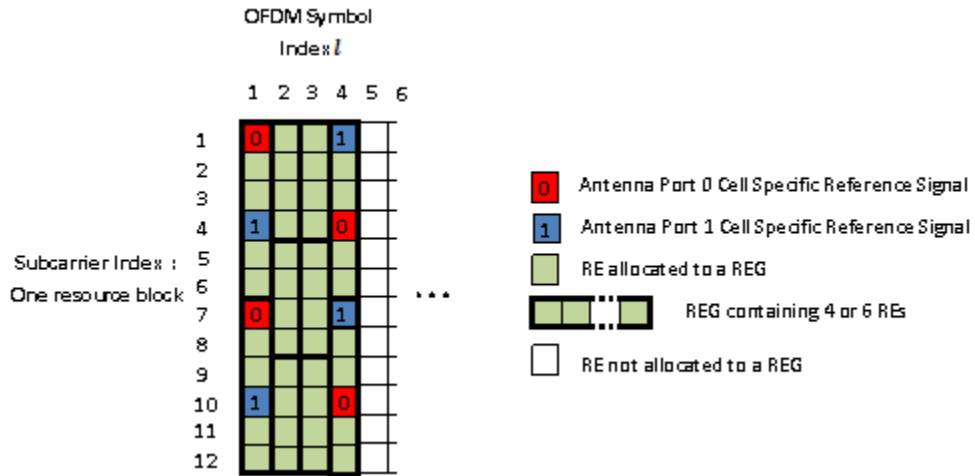 OFDM Symbol
Index l
1 2 3 4 5 6
1 0 1
2
3
4 1 0
5
6
7 0 1
8
9
10 1 0
11
12
Subcarrier Index :
One resource block
...
0 Antenna Port 0 Cell Specific Reference Signal
1 Antenna Port 1 Cell Specific Reference Signal
RE allocated to a REG
REG containing 4 or 6 REs
RE not allocated to a REG